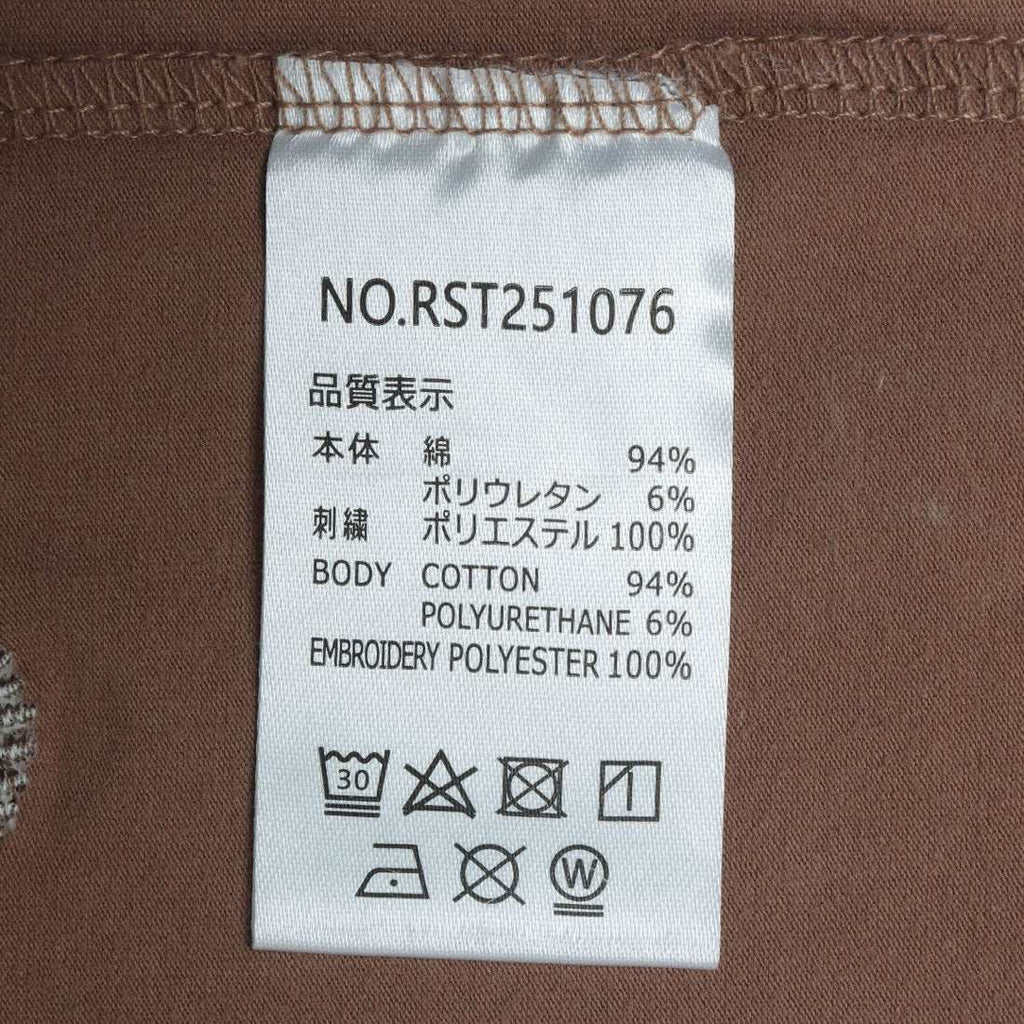 NO.RST251076
品質表示
本体 綿 94%
ポリウレタン 6%
刺繍 ポリエステル 100%
BODY COTTON 94%
POLYURETHANE 6%
EMBROIDERY POLYESTER 100%
30
W